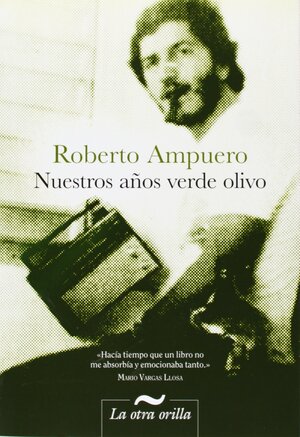 Roberto Ampuero
Nuestros años verde olivo
«Hacía tiempo que un libro no
me absorbía y emocionaba tanto.»
Mario Vargas Llosa
La otra orilla